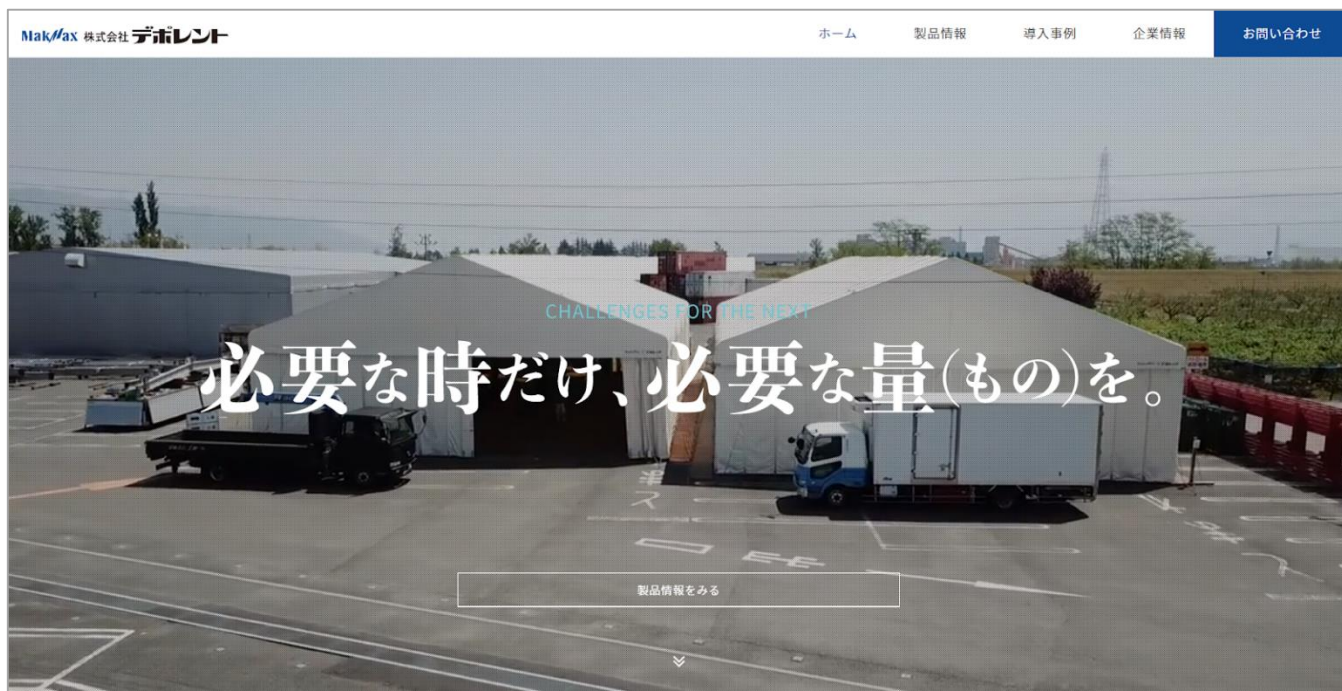 MakMax 株式会社 デポレント
ホーム
製品情報
導入事例
企業情報
お問い合わせ
CHALLENGES FOR THE NEXT
必要な時だけ、必要な量(もの)を。
製品情報をみる